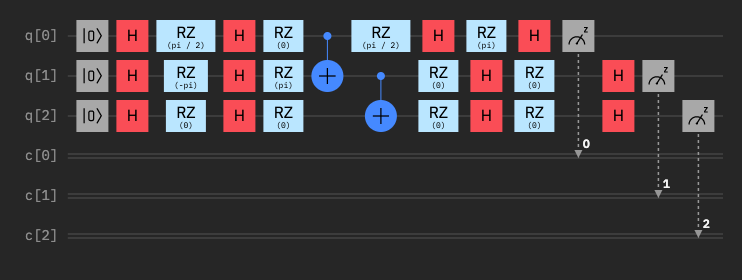 q[0] |0⟩ H RZ (pi / 2) H RZ (0) RZ (pi / 2) H RZ (pi) H z
q[1] |0⟩ H RZ (-pi) H RZ (pi) RZ (0) H RZ (0) H z
q[2] |0⟩ H RZ (0) H RZ (0) RZ (0) H RZ (0) H z
c[0] 0
c[1] 1
c[2] 2